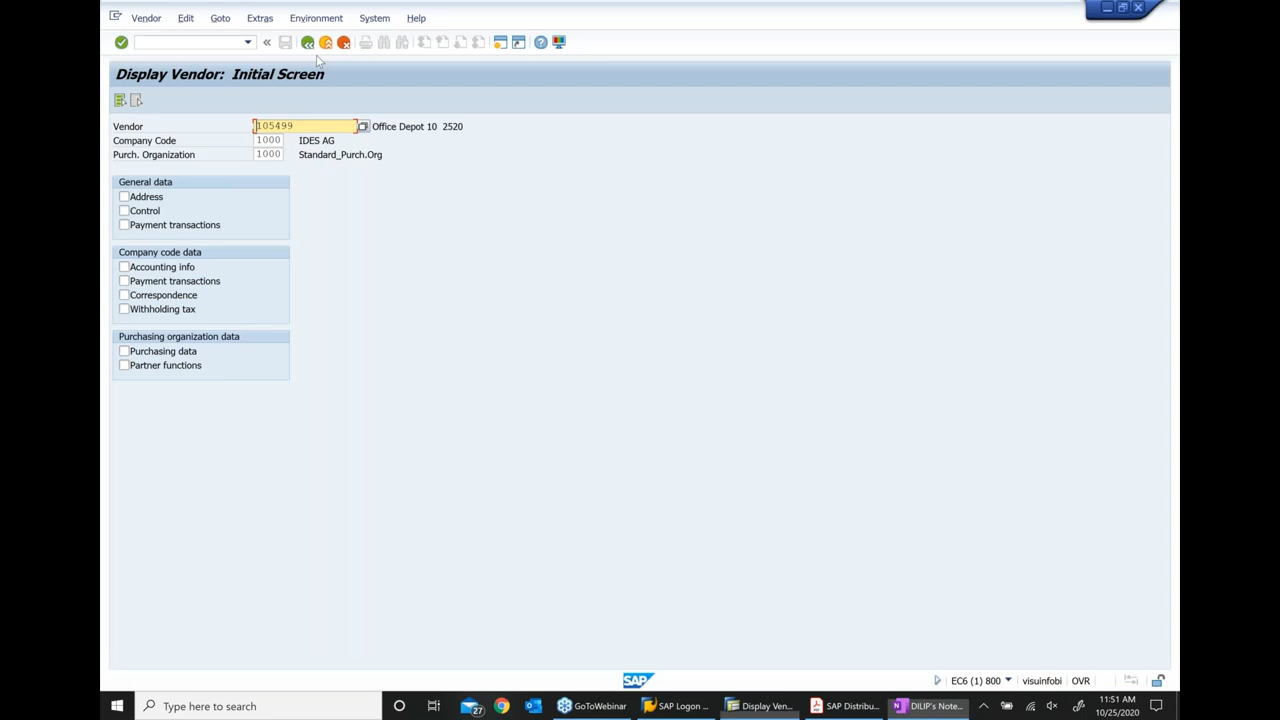 Vendor Edit Goto Extras Environment System Help
Display Vendor: Initial Screen
Vendor 105499 Office Depot 10 2520
Company Code 1000 IDES AG
Purch. Organization 1000 Standard_Purch.Org
General data
Address
Control
Payment transactions
Company code data
Accounting info
Payment transactions
Correspondence
Withholding tax
Purchasing organization data
Purchasing data
Partner functions
SAP EC6 (1) 800 visuinfobi OVR
Type here to search 27 GoToWebinar SAP Logon ... Display Ven... SAP Distribu... DILIP's Note... 11:51 AM
10/25/2020